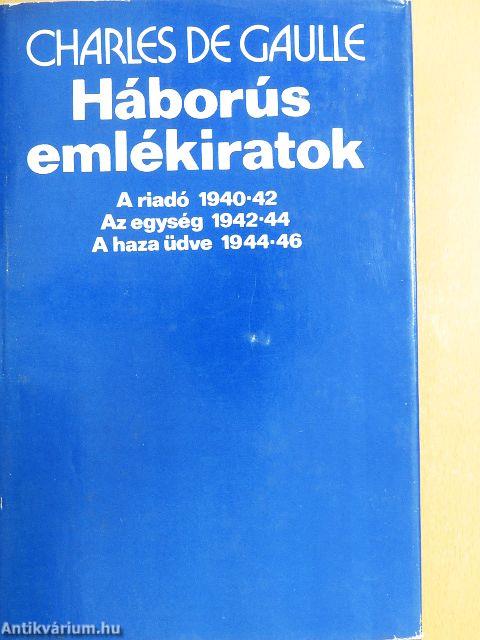 CHARLES DE GAULLE
Háborús
emlékiratok
A riadó 1940·42
Az egység 1942·44
A haza üdve 1944·46
Antikvárium.hu